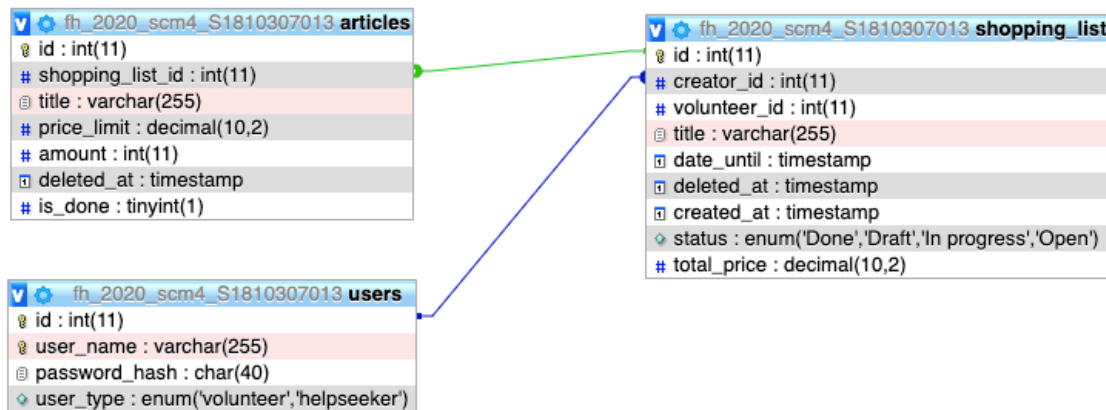 fh_2020_scm4_S1810307013 articles
id : int(11)
shopping_list_id : int(11)
title : varchar(255)
price_limit : decimal(10,2)
amount : int(11)
deleted_at : timestamp
is_done : tinyint(1)
fh_2020_scm4_S1810307013 shopping_list
id : int(11)
creator_id : int(11)
volunteer_id : int(11)
title : varchar(255)
date_until : timestamp
deleted_at : timestamp
created_at : timestamp
status : enum('Done','Draft','In progress','Open')
total_price : decimal(10,2)
fh_2020_scm4_S1810307013 users
id : int(11)
user_name : varchar(255)
password_hash : char(40)
user_type : enum('volunteer','helpseeker')